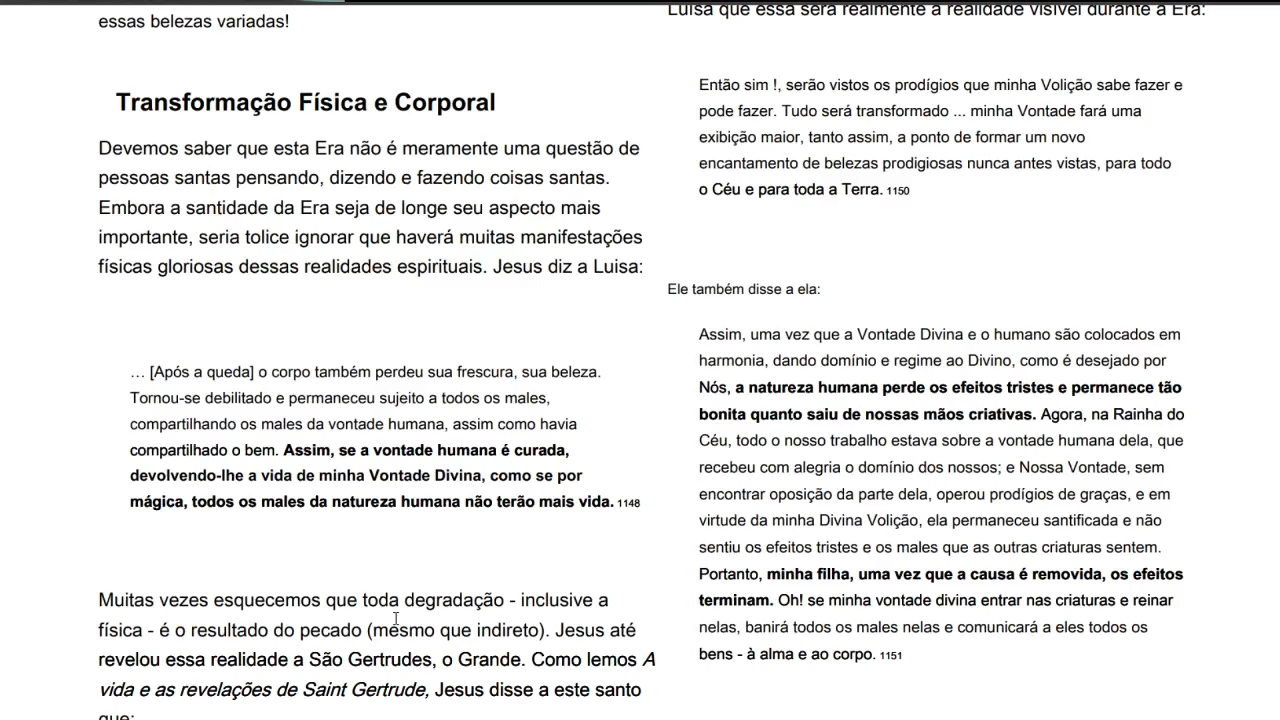 essas belezas variadas!
Transformação Física e Corporal
Devemos saber que esta Era não é meramente uma questão de
pessoas santas pensando, dizendo e fazendo coisas santas.
Embora a santidade da Era seja de longe seu aspecto mais
importante, seria tolice ignorar que haverá muitas manifestações
físicas gloriosas dessas realidades espirituais. Jesus diz a Luisa:
… [Após a queda] o corpo também perdeu sua frescura, sua beleza.
Tornou-se debilitado e permaneceu sujeito a todos os males,
compartilhando os males da vontade humana, assim como havia
compartilhado o bem. Assim, se a vontade humana é curada,
devolvendo-lhe a vida de minha Vontade Divina, como se por
mágica, todos os males da natureza humana não terão mais vida. 1148
Muitas vezes esquecemos que toda degradação - inclusive a
física - é o resultado do pecado (mesmo que indireto). Jesus até
revelou essa realidade a São Gertrudes, o Grande. Como lemos A
vida e as revelações de Saint Gertrude, Jesus disse a este santo
que:
Luisa que essa será realmente a realidade visível durante a Era:
Então sim !, serão vistos os prodígios que minha Volição sabe fazer e
pode fazer. Tudo será transformado ... minha Vontade fará uma
exibição maior, tanto assim, a ponto de formar um novo
encantamento de belezas prodigiosas nunca antes vistas, para todo
o Céu e para toda a Terra. 1150
Ele também disse a ela:
Assim, uma vez que a Vontade Divina e o humano são colocados em
harmonia, dando domínio e regime ao Divino, como é desejado por
Nós, a natureza humana perde os efeitos tristes e permanece tão
bonita quanto saiu de nossas mãos criativas. Agora, na Rainha do
Céu, todo o nosso trabalho estava sobre a vontade humana dela, que
recebeu com alegria o domínio dos nossos; e Nossa Vontade, sem
encontrar oposição da parte dela, operou prodígios de graças, e em
virtude da minha Divina Volição, ela permaneceu santificada e não
sentiu os efeitos tristes e os males que as outras criaturas sentem.
Portanto, minha filha, uma vez que a causa é removida, os efeitos
terminam. Oh! se minha vontade divina entrar nas criaturas e reinar
nelas, banirá todos os males nelas e comunicará a eles todos os
bens - à alma e ao corpo. 1151